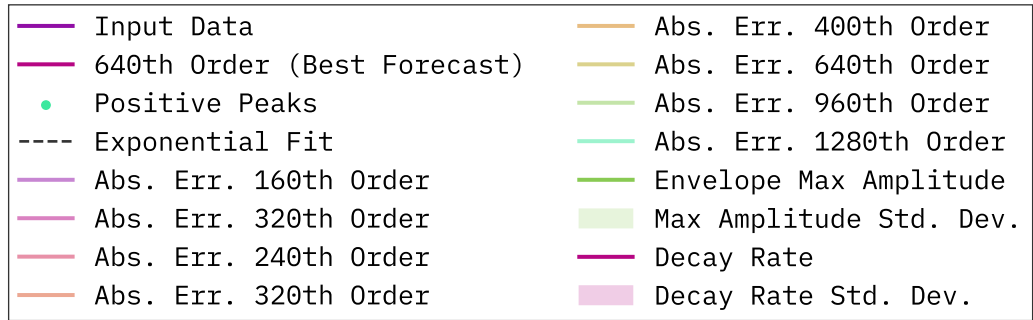 Input Data
640th Order (Best Forecast)
Positive Peaks
Exponential Fit
Abs. Err. 160th Order
Abs. Err. 320th Order
Abs. Err. 240th Order
Abs. Err. 320th Order
Abs. Err. 400th Order
Abs. Err. 640th Order
Abs. Err. 960th Order
Abs. Err. 1280th Order
Envelope Max Amplitude
Max Amplitude Std. Dev.
Decay Rate
Decay Rate Std. Dev.